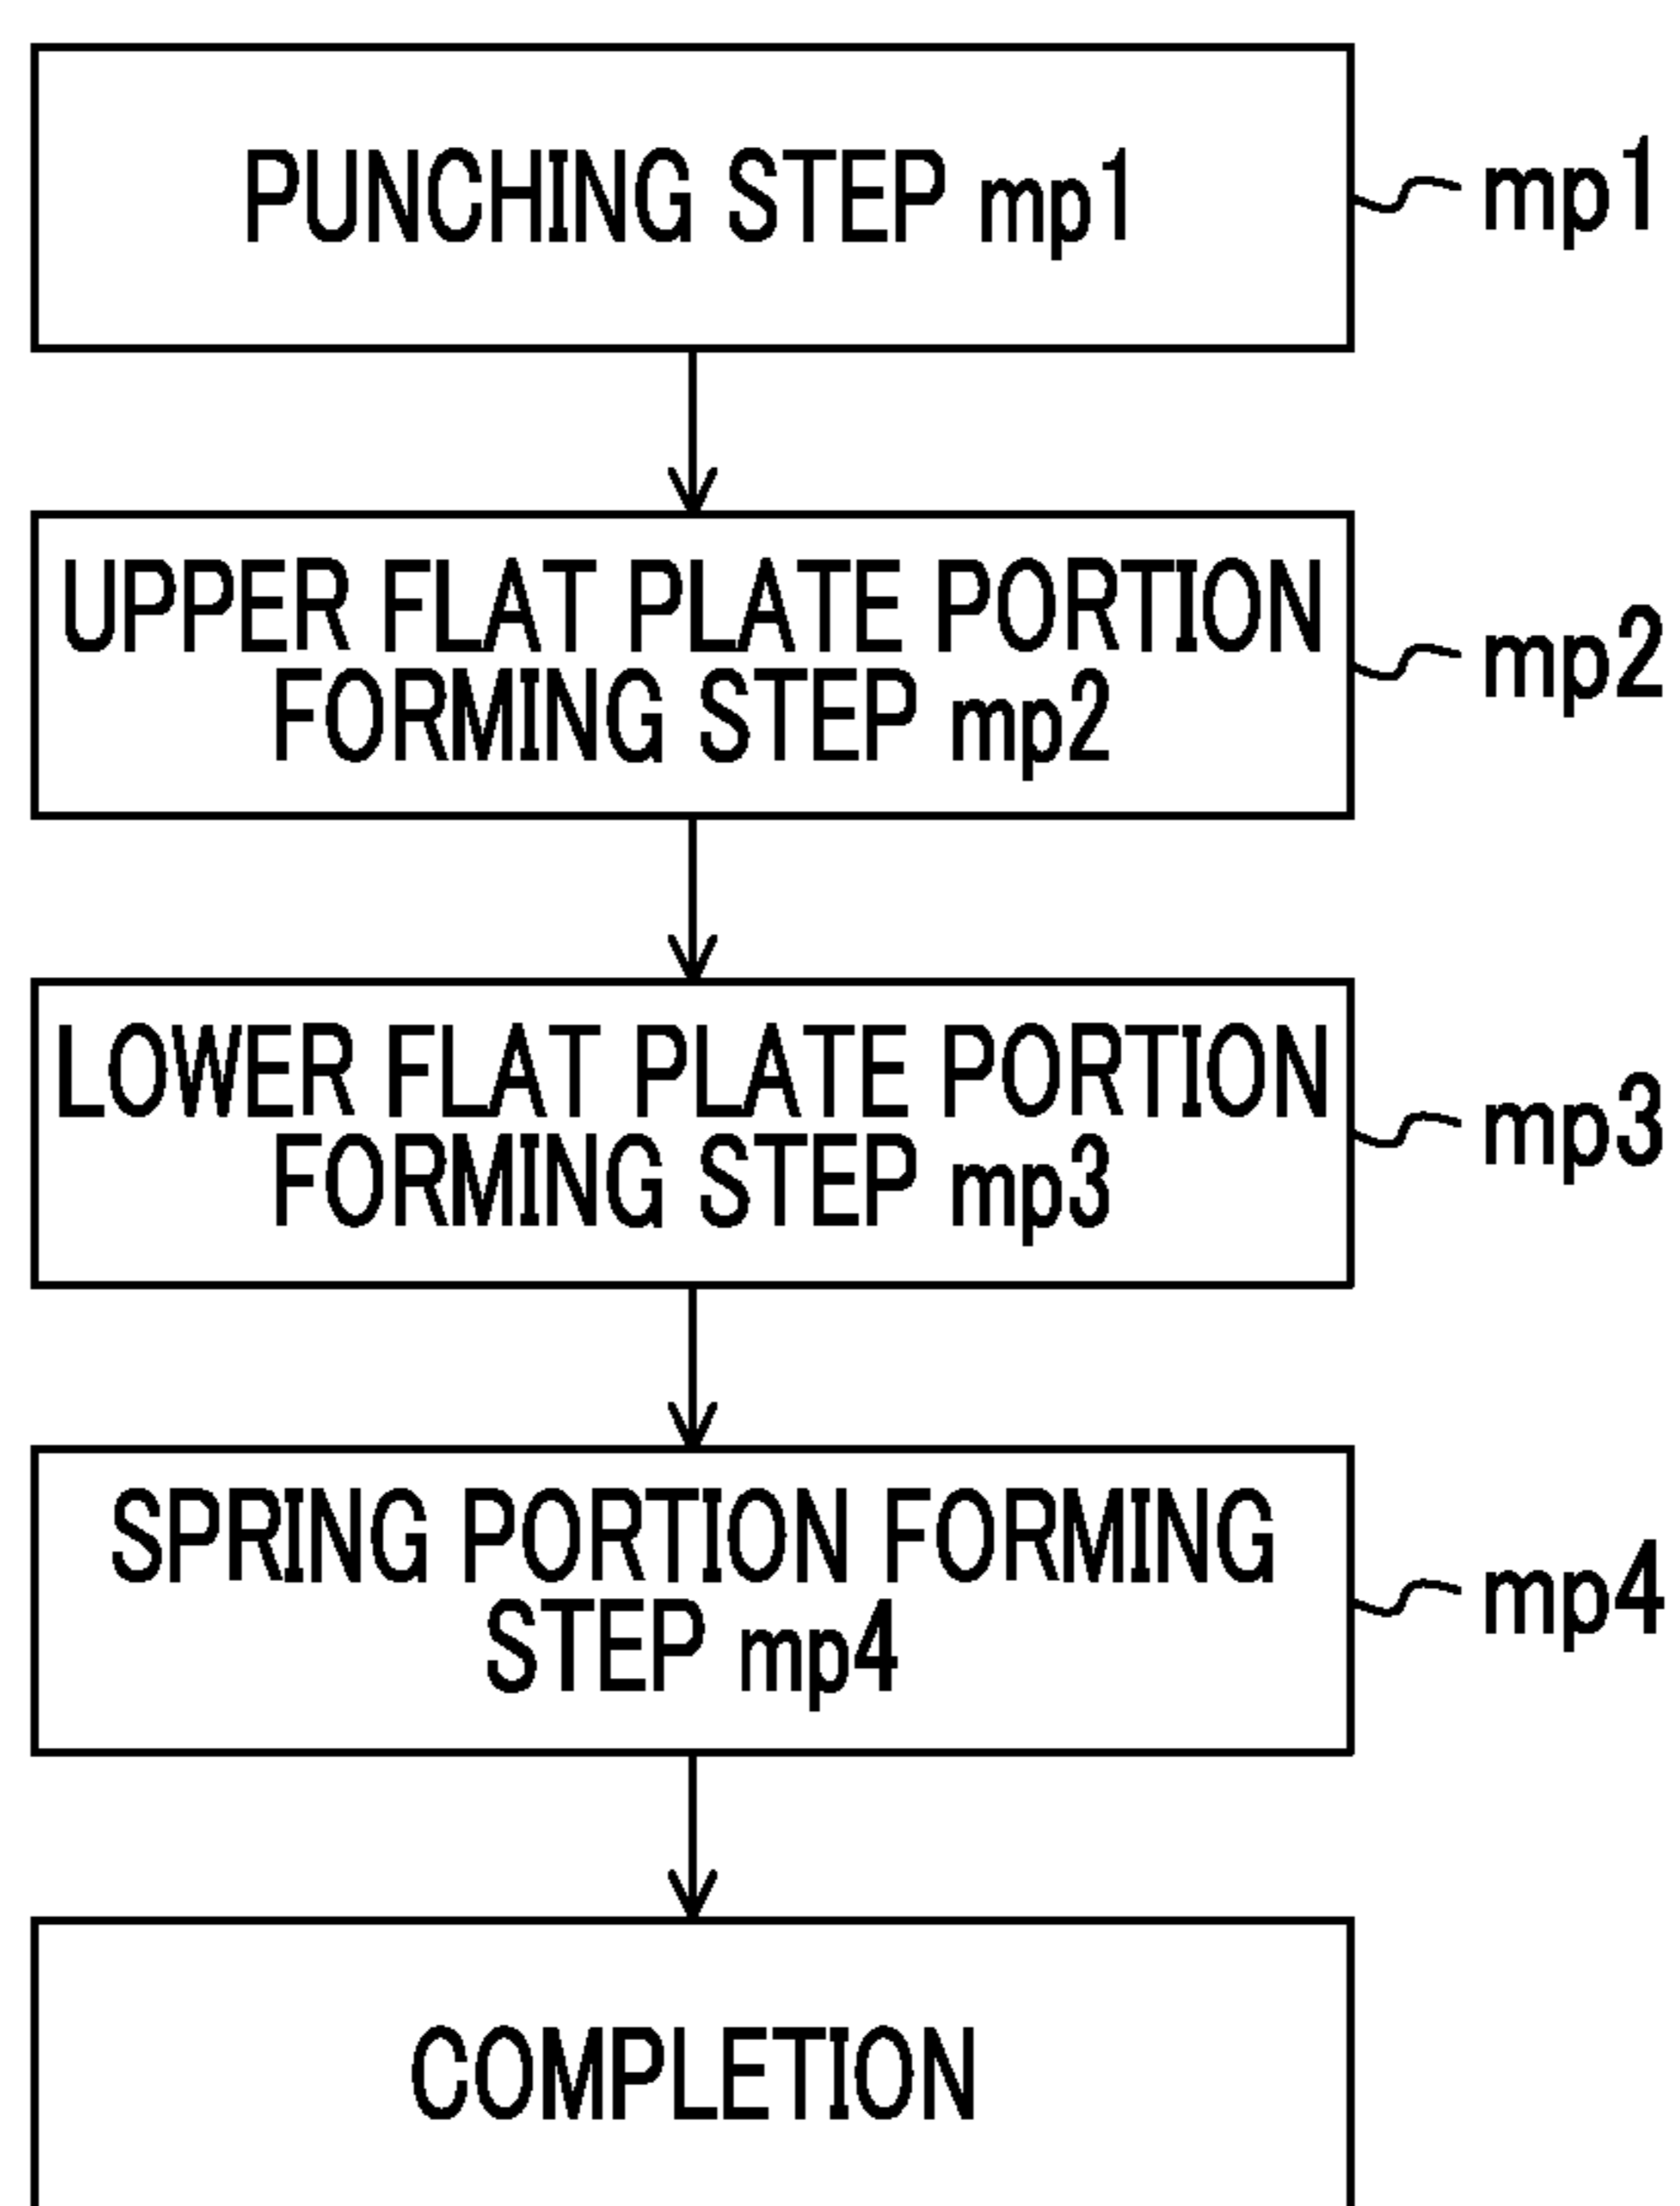 PUNCHING STEP mp1
mp1
UPPER FLAT PLATE PORTION
FORMING STEP mp2
mp2
LOWER FLAT PLATE PORTION
FORMING STEP mp3
mp3
SPRING PORTION FORMING
STEP mp4
mp4
COMPLETION